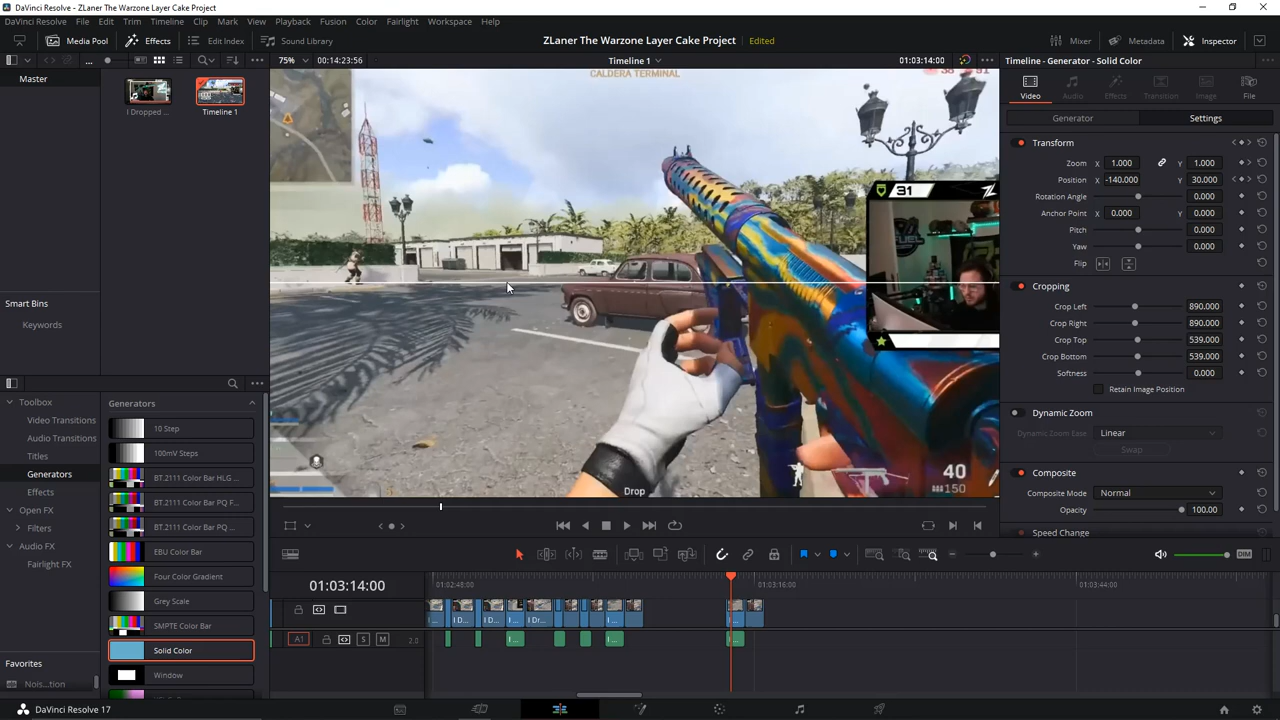 DaVinci Resolve - ZLaner The Warzone Layer Cake Project
DaVinci Resolve File Edit Trim Timeline Clip Mark View Playback Fusion Color Fairlight Workspace Help
Media Pool Effects Edit Index Sound Library ZLaner The Warzone Layer Cake Project Edited Mixer Metadata Inspector
... 75% 00:14:23:56 Timeline 1 01:03:14:00 Timeline - Generator - Solid Color
Master
I Dropped ... Timeline 1
Video Audio Effects Transition Image File
Generator Settings
CALDERA TERMINAL
31
FUEL
40
150
Drop
Transform
Zoom X 1.000 Y 1.000
Position X -140.000 Y 30.000
Rotation Angle 0.000
Anchor Point X 0.000 Y 0.000
Pitch 0.000
Yaw 0.000
Flip
Cropping
Crop Left 890.000
Crop Right 890.000
Crop Top 539.000
Crop Bottom 539.000
Softness 0.000
Retain Image Position
Dynamic Zoom
Dynamic Zoom Ease Linear
Swap
Composite
Composite Mode Normal
Opacity 100.00
Speed Change
Smart Bins
Keywords
Toolbox
Video Transitions
Audio Transitions
Titles
Generators
Effects
Open FX
Filters
Audio FX
Fairlight FX
Favorites
Nois...tion
Generators
10 Step
100mV Steps
BT.2111 Color Bar HLG ...
BT.2111 Color Bar PQ F...
BT.2111 Color Bar PQ ...
EBU Color Bar
Four Color Gradient
Grey Scale
SMPTE Color Bar
Solid Color
Window
DIM
01:03:14:00
01:02:48:00 01:03:16:00 01:03:44:00
A1 S M 2.0
DaVinci Resolve 17